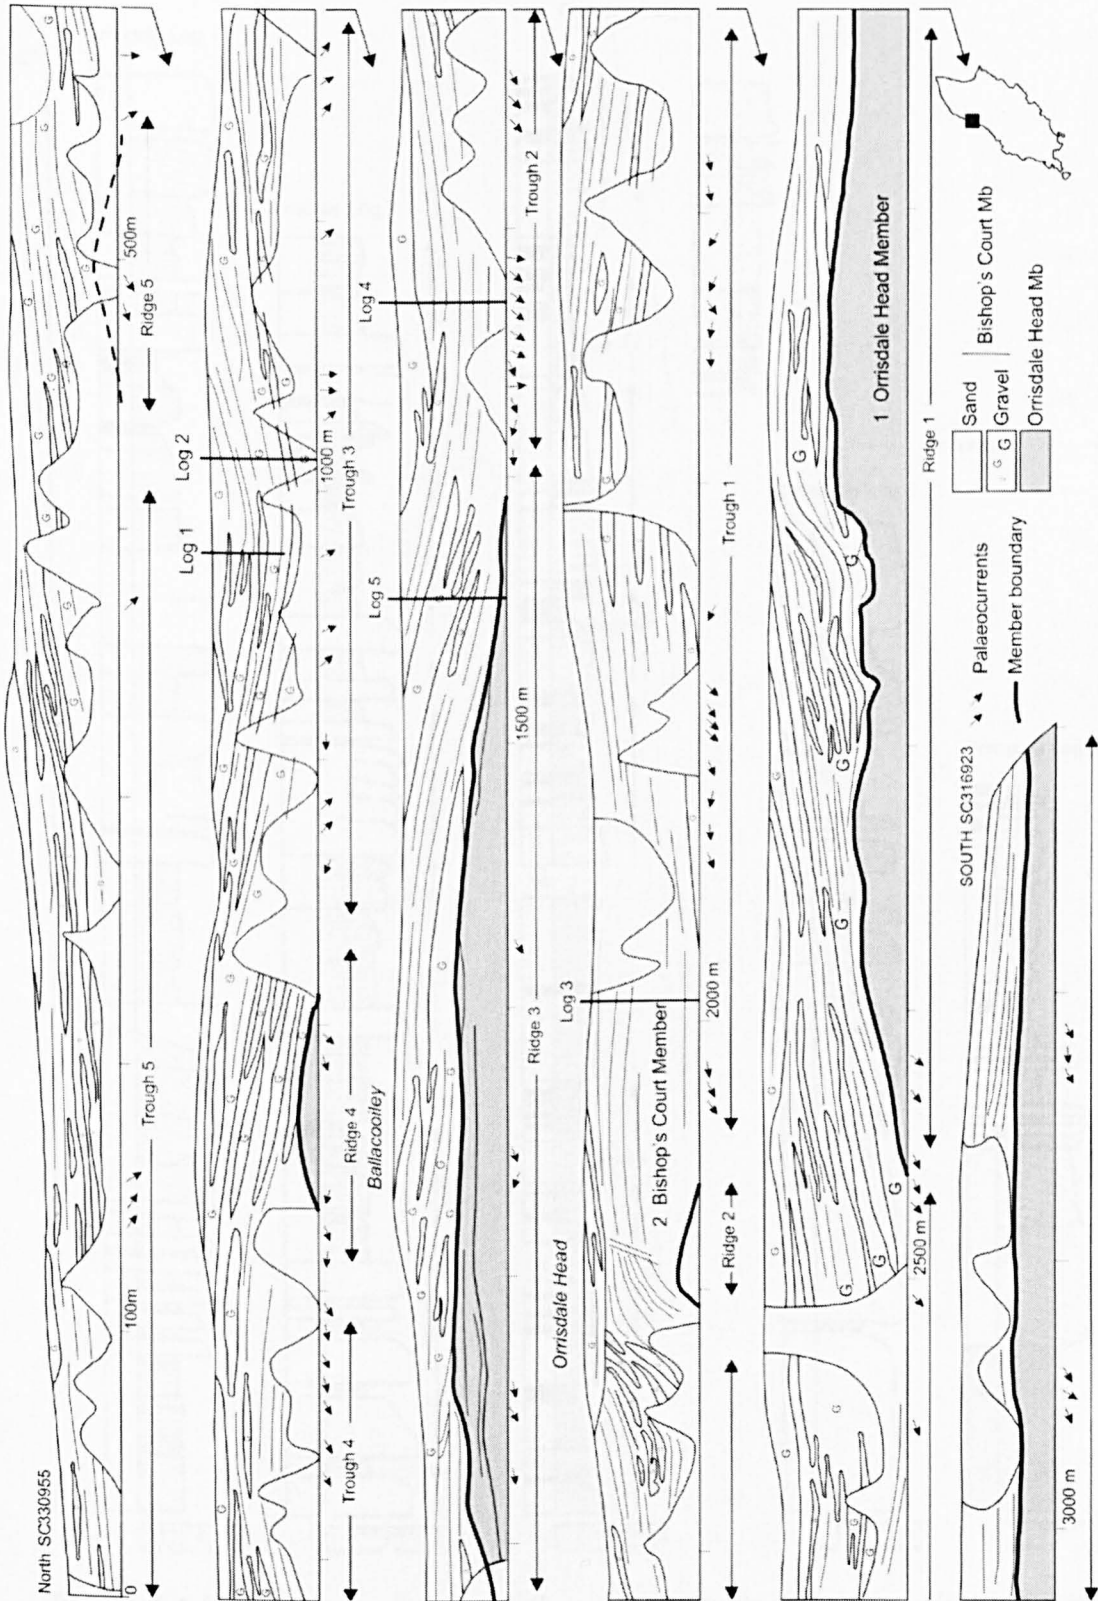 North SC330955
0
100m
500m
Trough 5
Ridge 5
Log 1
Log 2
1000 m
Trough 4
Ridge 4
Trough 3
Ballacooiley
Log 5
Log 4
1500 m
Ridge 3
Trough 2
Orrisdale Head
2 Bishop's Court Member
Log 3
2000 m
Ridge 2
Trough 1
1 Orrisdale Head Member
2500 m
Ridge 1
SOUTH SC316923
3000 m
Palaeocurrents
Member boundary
Sand
G G Gravel
Bishop's Court Mb
Orrisdale Head Mb